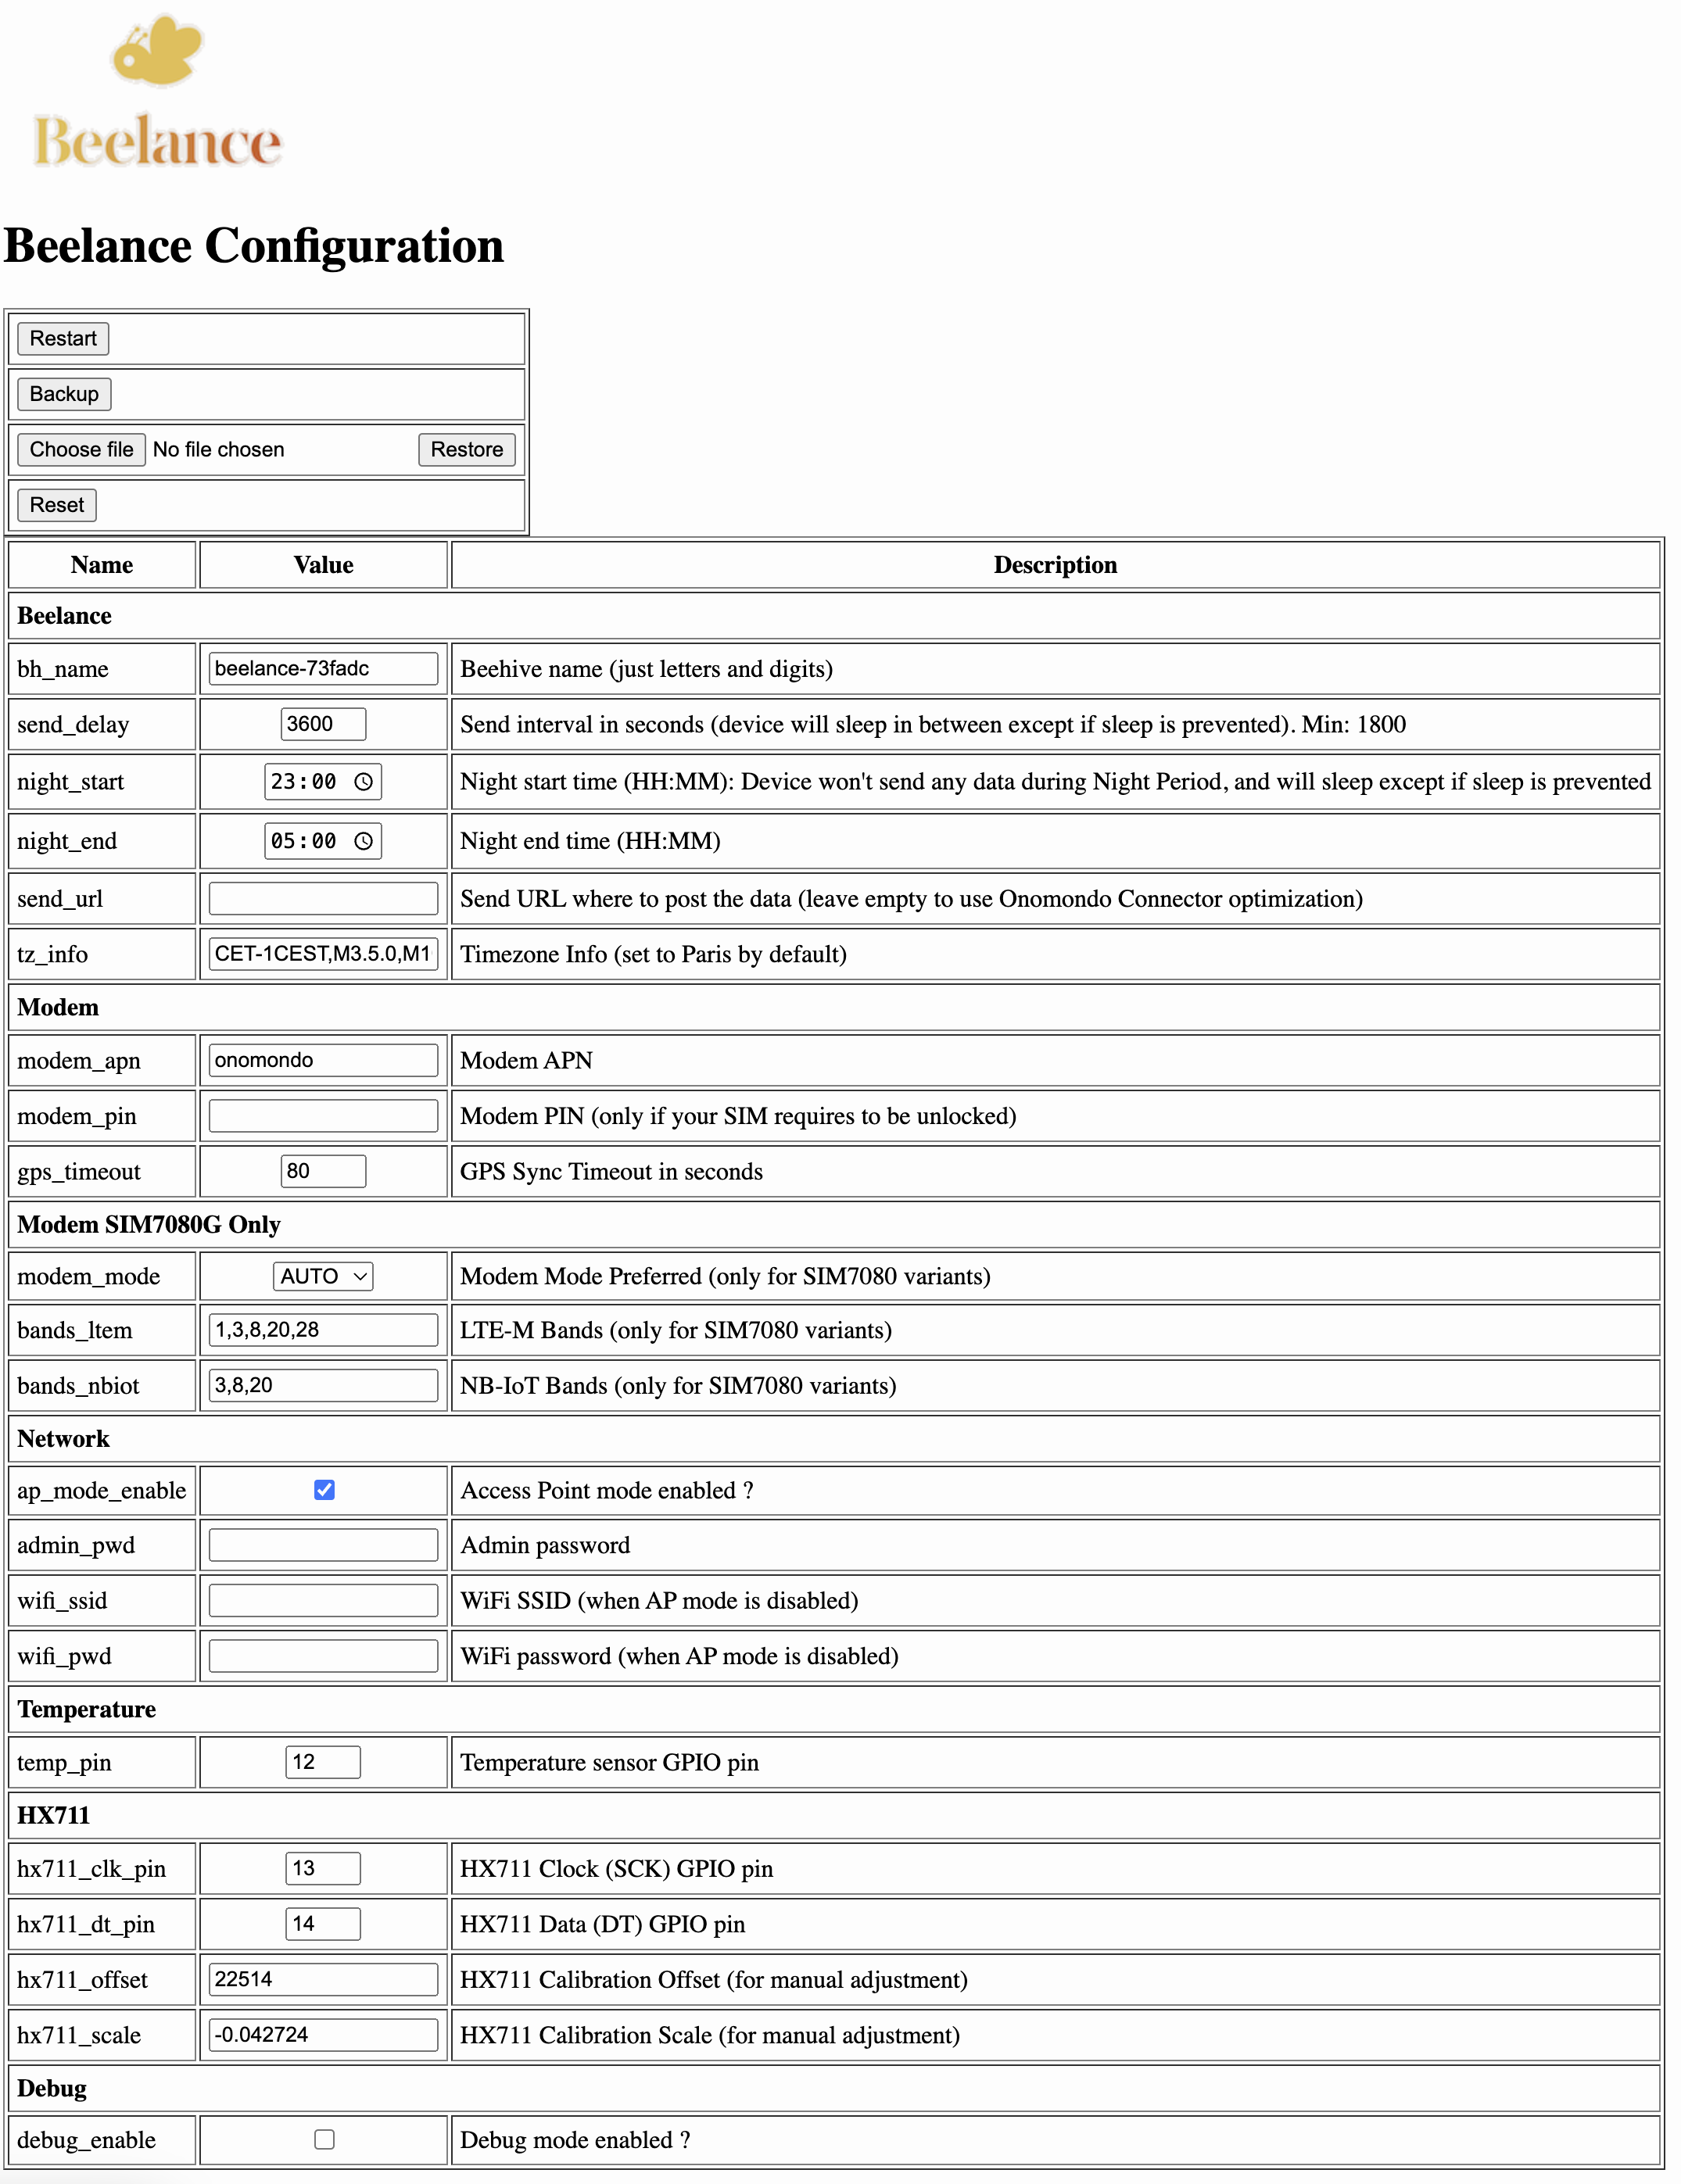 Beelance
Beelance Configuration
Restart
Backup
Choose file No file chosen Restore
Reset
Name Value Description
Beelance
bh_name beelance-73fadc Beehive name (just letters and digits)
send_delay 3600 Send interval in seconds (device will sleep in between except if sleep is prevented). Min: 1800
night_start 23:00 Night start time (HH:MM): Device won't send any data during Night Period, and will sleep except if sleep is prevented
night_end 05:00 Night end time (HH:MM)
send_url Send URL where to post the data (leave empty to use Onomondo Connector optimization)
tz_info CET-1CEST,M3.5.0,M1 Timezone Info (set to Paris by default)
Modem
modem_apn onomondo Modem APN
modem_pin Modem PIN (only if your SIM requires to be unlocked)
gps_timeout 80 GPS Sync Timeout in seconds
Modem SIM7080G Only
modem_mode AUTO Modem Mode Preferred (only for SIM7080 variants)
bands_ltem 1,3,8,20,28 LTE-M Bands (only for SIM7080 variants)
bands_nbiot 3,8,20 NB-IoT Bands (only for SIM7080 variants)
Network
ap_mode_enable Access Point mode enabled ?
admin_pwd Admin password
wifi_ssid WiFi SSID (when AP mode is disabled)
wifi_pwd WiFi password (when AP mode is disabled)
Temperature
temp_pin 12 Temperature sensor GPIO pin
HX711
hx711_clk_pin 13 HX711 Clock (SCK) GPIO pin
hx711_dt_pin 14 HX711 Data (DT) GPIO pin
hx711_offset 22514 HX711 Calibration Offset (for manual adjustment)
hx711_scale -0.042724 HX711 Calibration Scale (for manual adjustment)
Debug
debug_enable Debug mode enabled ?